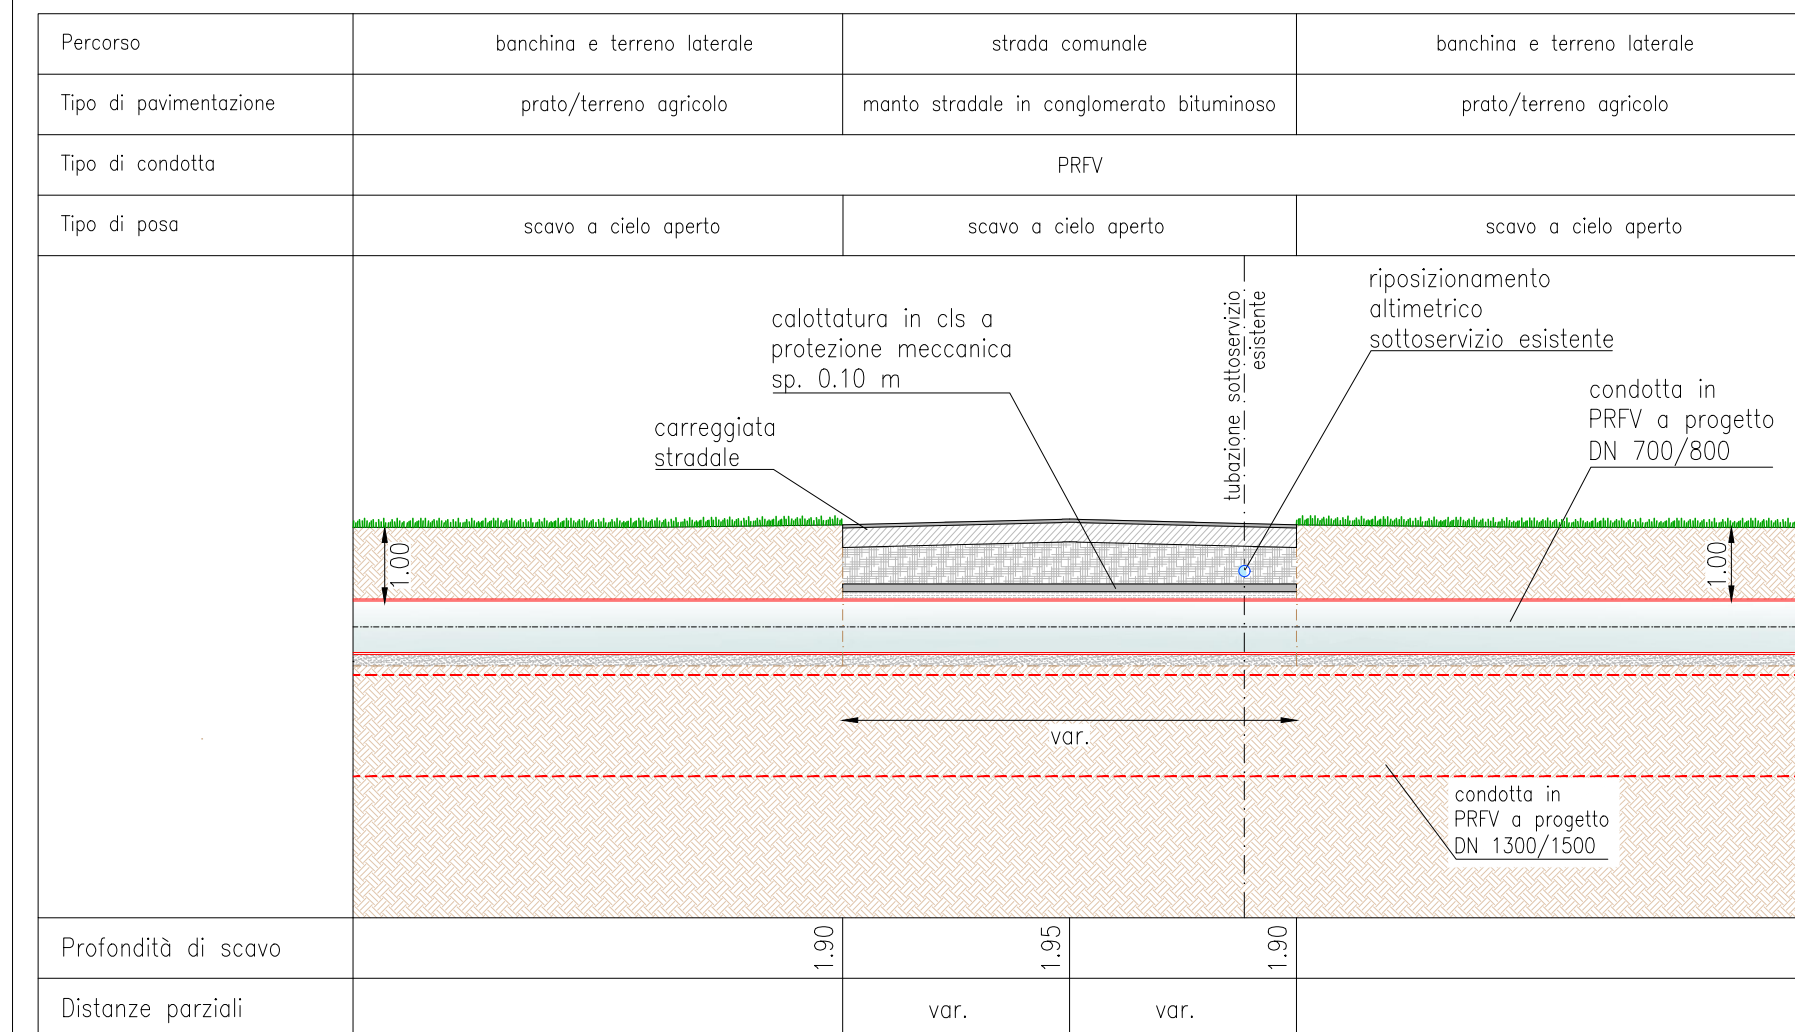 Percorso
banchina e terreno laterale
strada comunale
banchina e terreno laterale
Tipo di pavimentazione
prato/terreno agricolo
manto stradale in conglomerato bituminoso
prato/terreno agricolo
Tipo di condotta
PRFV
Tipo di posa
scavo a cielo aperto
scavo a cielo aperto
scavo a cielo aperto
calottatura in cls a
protezione meccanica
sp. 0.10 m
carreggiata
stradale
tubazione sottoservizio
esistente
riposizionamento
altimetrico
sottoservizio esistente
condotta in
PRFV a progetto
DN 700/800
1.00
1.00
var.
condotta in
PRFV a progetto
DN 1300/1500
Profondità di scavo
1.90
1.95
1.90
Distanze parziali
var.
var.